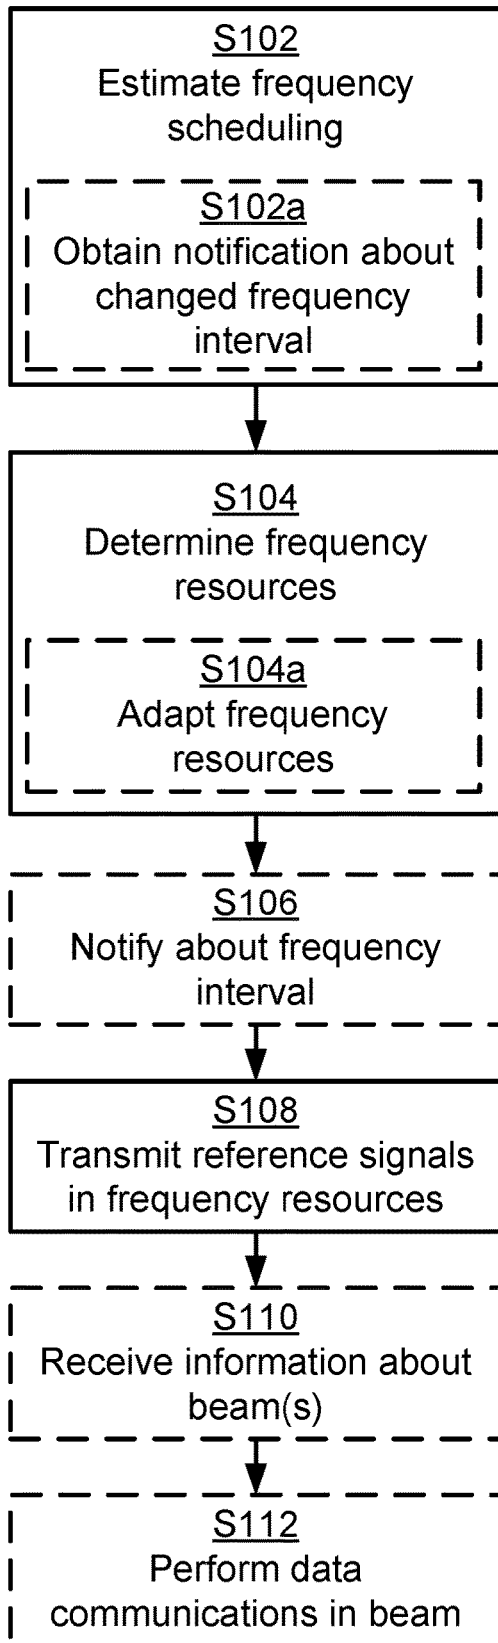 S102
Estimate frequency
scheduling
S102a
Obtain notification about
changed frequency
interval
S104
Determine frequency
resources
S104a
Adapt frequency
resources
S106
Notify about frequency
interval
S108
Transmit reference signals
in frequency resources
S110
Receive information about
beam(s)
S112
Perform data
communications in beam